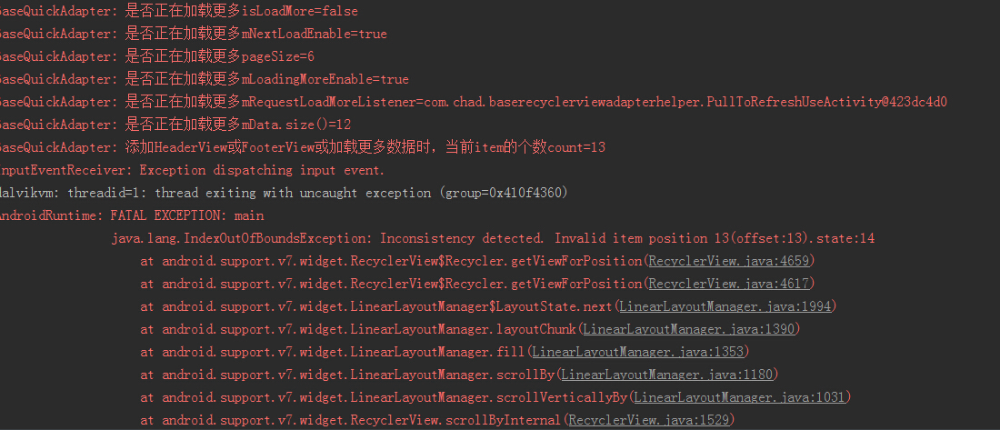 BaseQuickAdapter: 是否正在加载更多isLoadMore=false
BaseQuickAdapter: 是否正在加载更多mNextLoadEnable=true
BaseQuickAdapter: 是否正在加载更多pageSize=6
BaseQuickAdapter: 是否正在加载更多mLoadingMoreEnable=true
BaseQuickAdapter: 是否正在加载更多mRequestLoadMoreListener=com.chad.baserecyclerviewadapterhelper.PullToRefreshUseActivity@423dc4d0
BaseQuickAdapter: 是否正在加载更多mData.size()=12
BaseQuickAdapter: 添加HeaderView或FooterView或加载更多数据时，当前item的个数count=13
InputEventReceiver: Exception dispatching input event.
dalvikvm: threadid=1: thread exiting with uncaught exception (group=0x410f4360)
AndroidRuntime: FATAL EXCEPTION: main
java.lang.IndexOutOfBoundsException: Inconsistency detected. Invalid item position 13(offset:13).state:14
at android.support.v7.widget.RecyclerView$Recycler.getViewForPosition(RecyclerView.java:4659)
at android.support.v7.widget.RecyclerView$Recycler.getViewForPosition(RecyclerView.java:4617)
at android.support.v7.widget.LinearLayoutManager$LayoutState.next(LinearLayoutManager.java:1994)
at android.support.v7.widget.LinearLayoutManager.layoutChunk(LinearLayoutManager.java:1390)
at android.support.v7.widget.LinearLayoutManager.fill(LinearLayoutManager.java:1353)
at android.support.v7.widget.LinearLayoutManager.scrollBy(LinearLayoutManager.java:1180)
at android.support.v7.widget.LinearLayoutManager.scrollVerticallyBy(LinearLayoutManager.java:1031)
at android.support.v7.widget.RecyclerView.scrollByInternal(RecyclerView.java:1529)